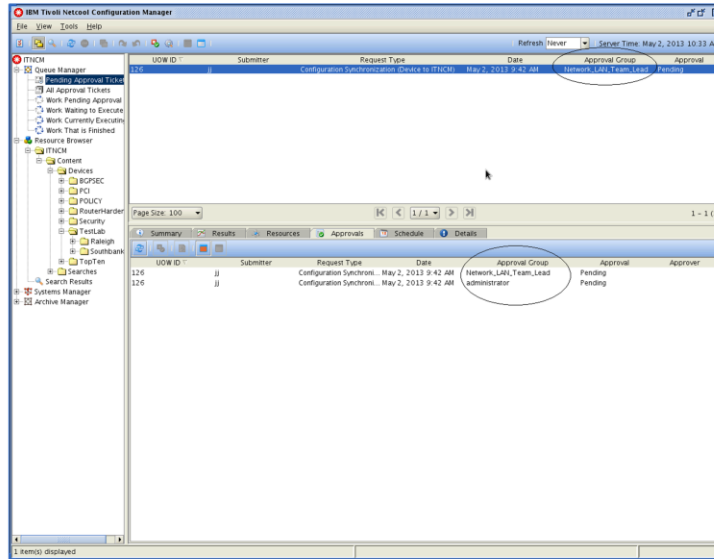 IBM Tivoli Netcool Configuration Manager
File View Tools Help
Refresh Never Server Time: May 2, 2013 10:33 A
ITNCM
Queue Manager
Pending Approval Ticket
All Approval Tickets
Work Pending Approval
Work Waiting to Execute
Work Currently Executin
Work That is Finished
Resource Browser
ITNCM
Content
Devices
BGPSEC
PCI
POLICY
RouterHarder
Security
TestLab
Raleigh
Southbank
TopTen
Searches
Search Results
Systems Manager
Archive Manager
UOW ID Submitter Request Type Date Approval Group Approval
126 jj Configuration Synchronization (Device to ITNCM) May 2, 2013 9:42 AM Network_LAN_Team_Lead Pending
Page Size: 100 1 / 1 1 - 1 (
Summary Results Resources Approvals Schedule Details
UOW ID Submitter Request Type Date Approval Group Approval Approver
126 jj Configuration Synchroni... May 2, 2013 9:42 AM Network_LAN_Team_Lead Pending
126 jj Configuration Synchroni... May 2, 2013 9:42 AM administrator Pending
1 item(s) displayed